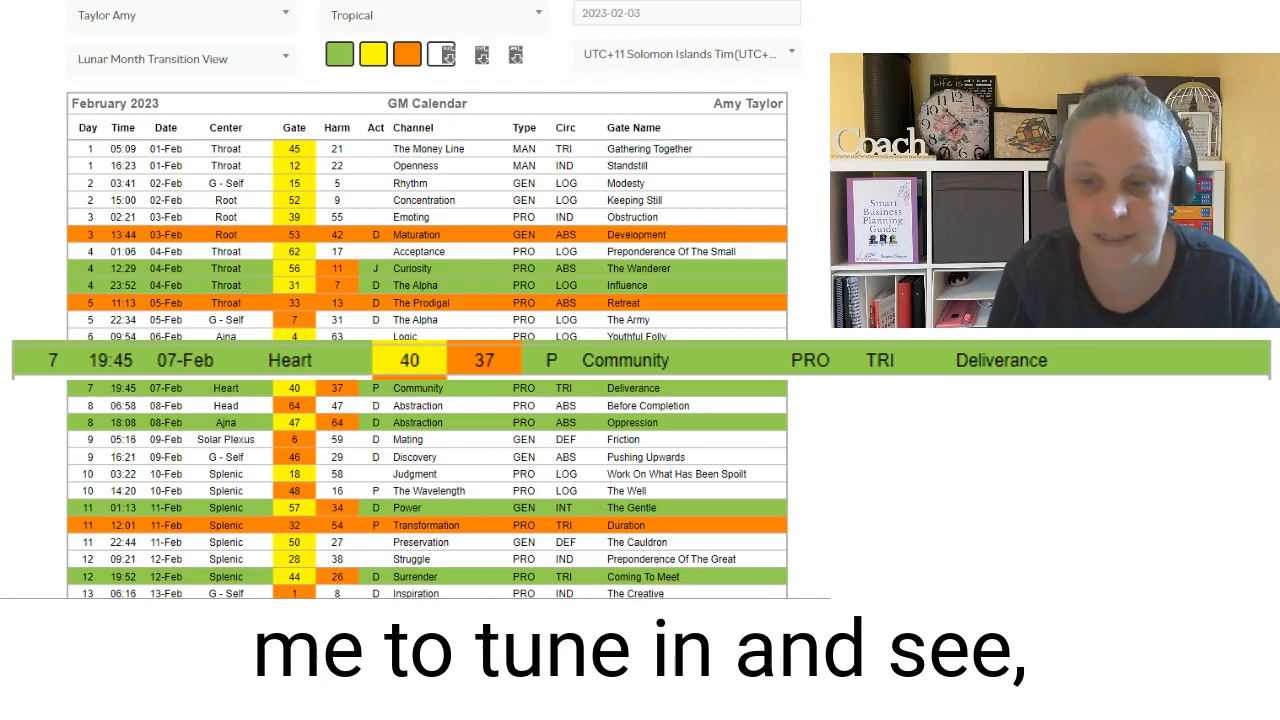 Taylor Amy
Tropical
2023-02-03
Lunar Month Transition View
UTC+11 Solomon Islands Tim(UTC+...
February 2023 GM Calendar Amy Taylor
Day Time Date Center Gate Harm Act Channel Type Circ Gate Name
1 05:09 01-Feb Throat 45 21 The Money Line MAN TRI Gathering Together
1 16:23 01-Feb Throat 12 22 Openness MAN IND Standstill
2 03:41 02-Feb G - Self 15 5 Rhythm GEN LOG Modesty
2 15:00 02-Feb Root 52 9 Concentration GEN LOG Keeping Still
3 02:21 03-Feb Root 39 55 Emoting PRO IND Obstruction
3 13:44 03-Feb Root 53 42 D Maturation GEN ABS Development
4 01:06 04-Feb Throat 62 17 Acceptance PRO LOG Preponderance Of The Small
4 12:29 04-Feb Throat 56 11 J Curiosity PRO ABS The Wanderer
4 23:52 04-Feb Throat 31 7 D The Alpha PRO LOG Influence
5 11:13 05-Feb Throat 33 13 D The Prodigal PRO ABS Retreat
5 22:34 05-Feb G - Self 7 31 D The Alpha PRO LOG The Army
6 09:54 06-Feb Ajna 4 63 Logic PRO LOG Youthful Folly
7 19:45 07-Feb Heart 40 37 P Community PRO TRI Deliverance
7 19:45 07-Feb Heart 40 37 P Community PRO TRI Deliverance
8 06:58 08-Feb Head 64 47 D Abstraction PRO ABS Before Completion
8 18:08 08-Feb Ajna 47 64 D Abstraction PRO ABS Oppression
9 05:16 09-Feb Solar Plexus 6 59 D Mating GEN DEF Friction
9 16:21 09-Feb G - Self 46 29 D Discovery GEN ABS Pushing Upwards
10 03:22 10-Feb Splenic 18 58 Judgment PRO LOG Work On What Has Been Spoilt
10 14:20 10-Feb Splenic 48 16 P The Wavelength PRO LOG The Well
11 01:13 11-Feb Splenic 57 34 D Power GEN INT The Gentle
11 12:01 11-Feb Splenic 32 54 P Transformation PRO TRI Duration
11 22:44 11-Feb Splenic 50 27 Preservation GEN DEF The Cauldron
12 09:21 12-Feb Splenic 28 38 Struggle PRO IND Preponderance Of The Great
12 19:52 12-Feb Splenic 44 26 D Surrender PRO TRI Coming To Meet
13 06:16 13-Feb G - Self 1 8 D Inspiration PRO IND The Creative
Life is
Coach
Smart
Business
Planning
Guide
me to tune in and see,